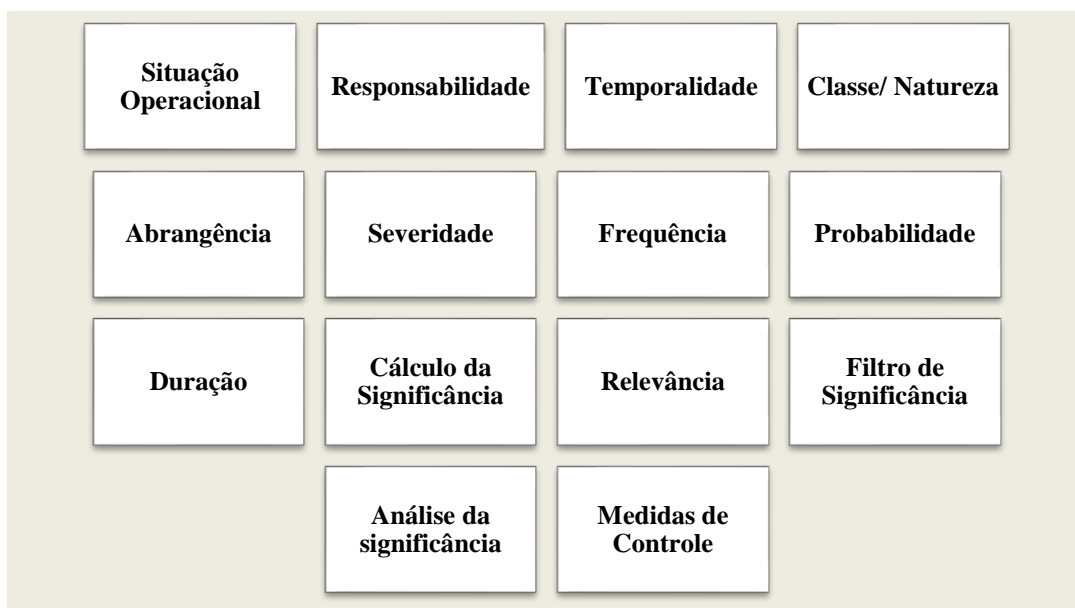 Situação
Operacional
Responsabilidade
Temporalidade
Classe/ Natureza
Abrangência
Severidade
Frequência
Probabilidade
Duração
Cálculo da
Significância
Relevância
Filtro de
Significância
Análise da
significância
Medidas de
Controle